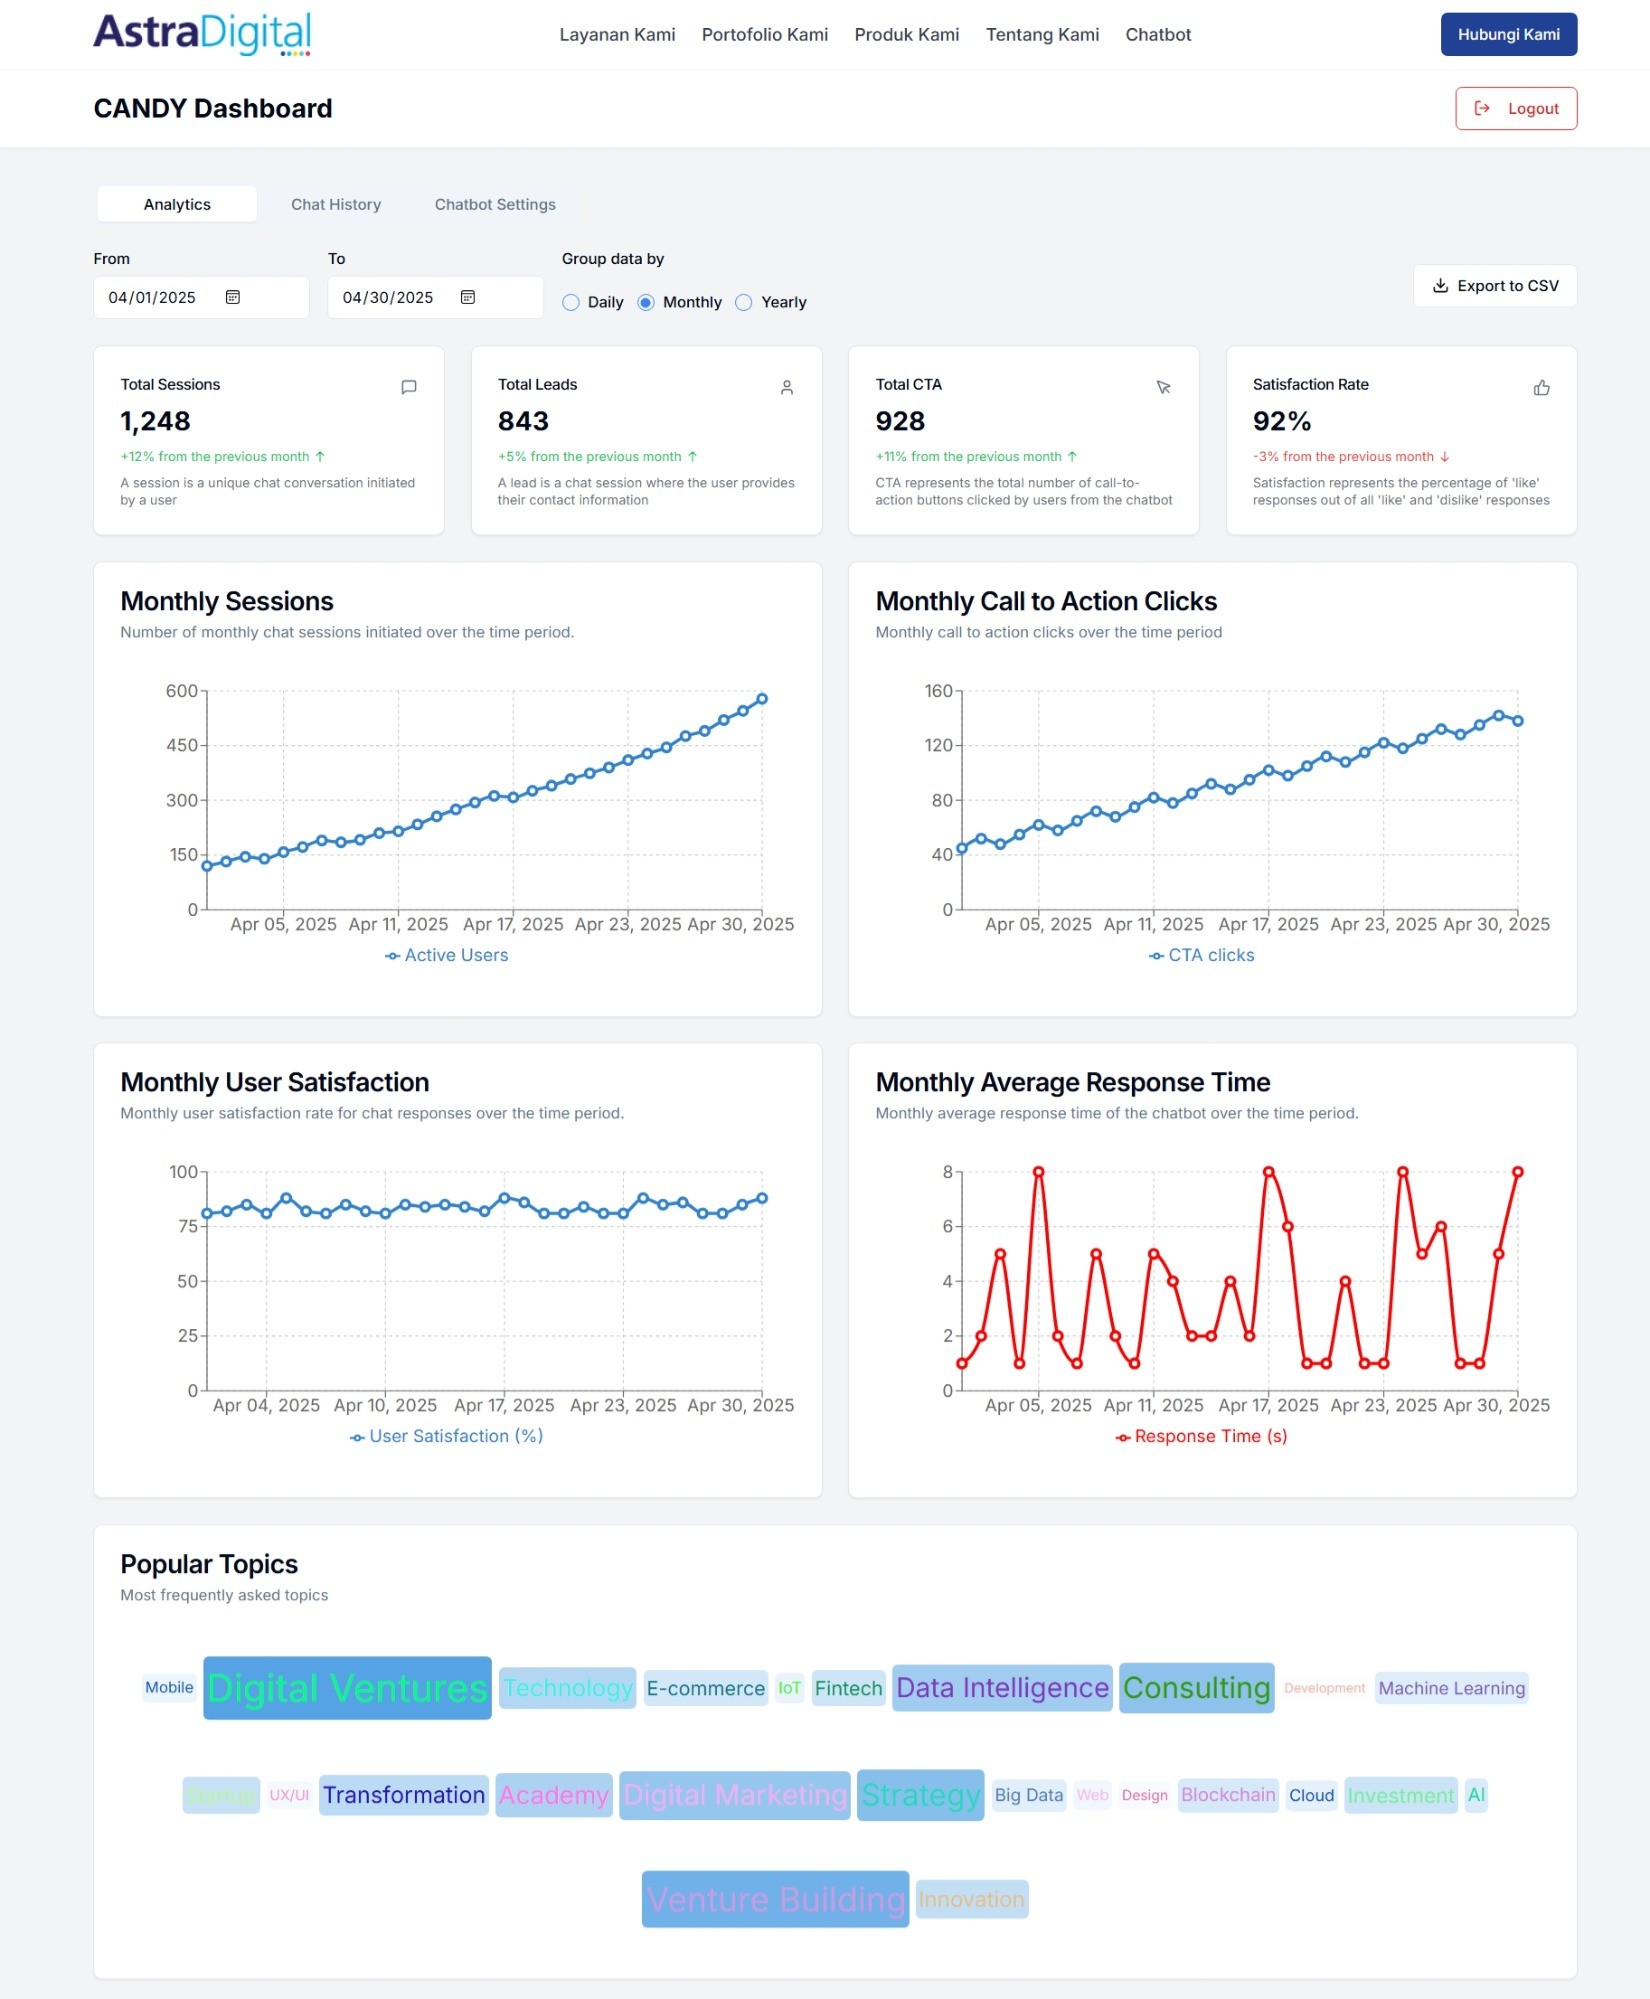 AstraDigital
Layanan Kami Portofolio Kami Produk Kami Tentang Kami Chatbot
Hubungi Kami
CANDY Dashboard
Logout
Analytics Chat History Chatbot Settings
From To Group data by
04/01/2025 04/30/2025 Daily Monthly Yearly
Export to CSV
Total Sessions
1,248
+12% from the previous month ↑
A session is a unique chat conversation initiated
by a user
Total Leads
843
+5% from the previous month ↑
A lead is a chat session where the user provides
their contact information
Total CTA
928
+11% from the previous month ↑
CTA represents the total number of call-to-
action buttons clicked by users from the chatbot
Satisfaction Rate
92%
-3% from the previous month ↓
Satisfaction represents the percentage of 'like'
responses out of all 'like' and 'dislike' responses
Monthly Sessions
Number of monthly chat sessions initiated over the time period.
600
450
300
150
0
Apr 05, 2025 Apr 11, 2025 Apr 17, 2025 Apr 23, 2025 Apr 30, 2025
Active Users
Monthly Call to Action Clicks
Monthly call to action clicks over the time period
160
120
80
40
0
Apr 05, 2025 Apr 11, 2025 Apr 17, 2025 Apr 23, 2025 Apr 30, 2025
CTA clicks
Monthly User Satisfaction
Monthly user satisfaction rate for chat responses over the time period.
100
75
50
25
0
Apr 04, 2025 Apr 10, 2025 Apr 17, 2025 Apr 23, 2025 Apr 30, 2025
User Satisfaction (%)
Monthly Average Response Time
Monthly average response time of the chatbot over the time period.
8
6
4
2
0
Apr 05, 2025 Apr 11, 2025 Apr 17, 2025 Apr 23, 2025 Apr 30, 2025
Response Time (s)
Popular Topics
Most frequently asked topics
Mobile Digital Ventures Technology E-commerce IoT Fintech Data Intelligence Consulting Development Machine Learning
Startup UX/UI Transformation Academy Digital Marketing Strategy Big Data Web Design Blockchain Cloud Investment AI
Venture Building Innovation